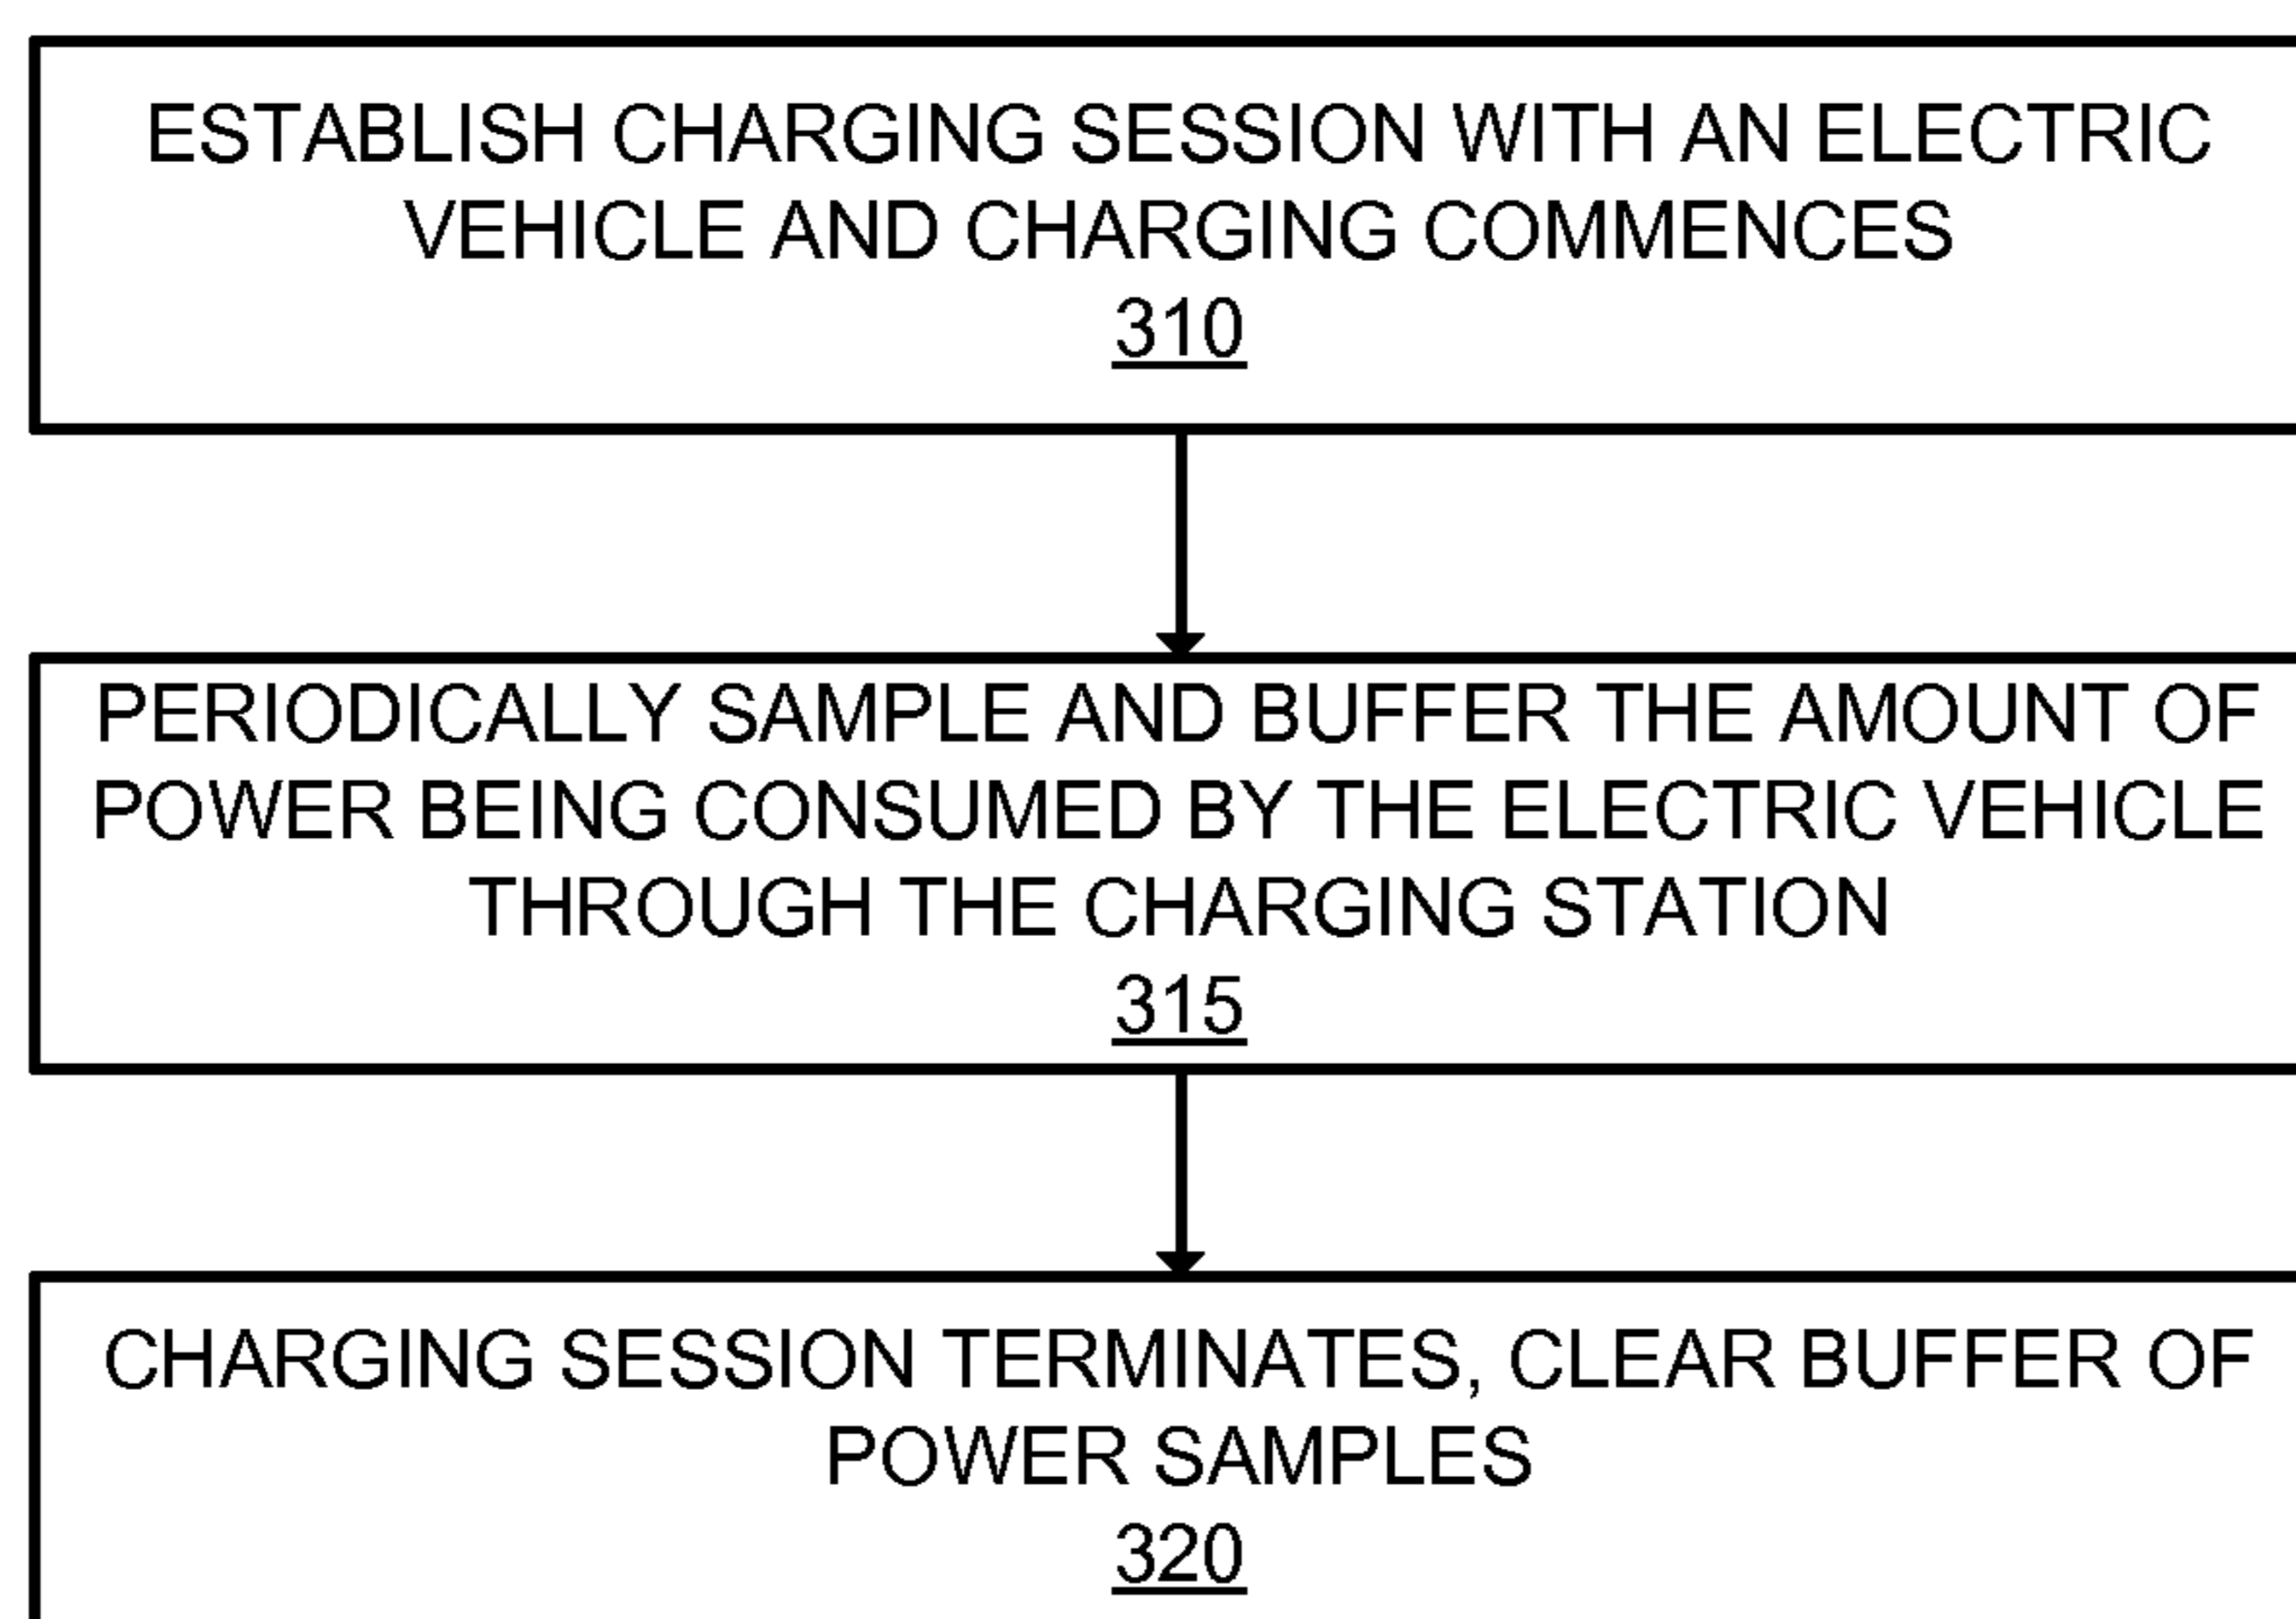 ESTABLISH CHARGING SESSION WITH AN ELECTRIC
VEHICLE AND CHARGING COMMENCES
310
PERIODICALLY SAMPLE AND BUFFER THE AMOUNT OF
POWER BEING CONSUMED BY THE ELECTRIC VEHICLE
THROUGH THE CHARGING STATION
315
CHARGING SESSION TERMINATES, CLEAR BUFFER OF
POWER SAMPLES
320